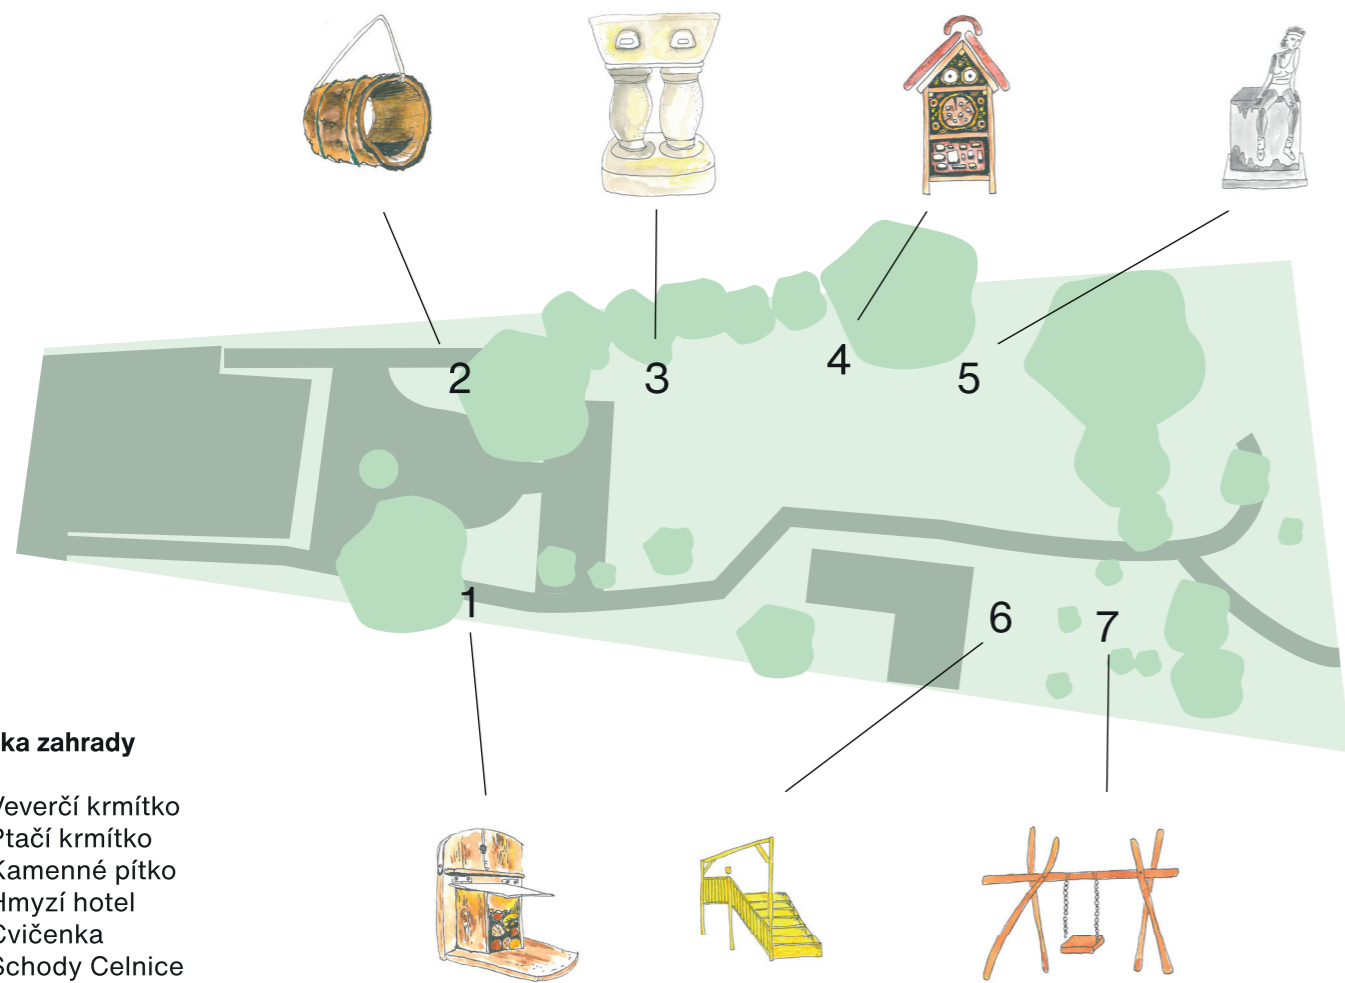 2
3
4
5
1
6
7
ka zahrady
Veverčí krmítko
Ptačí krmítko
Kamenné pítko
Hmyzí hotel
Cvičenka
Schody Celnice